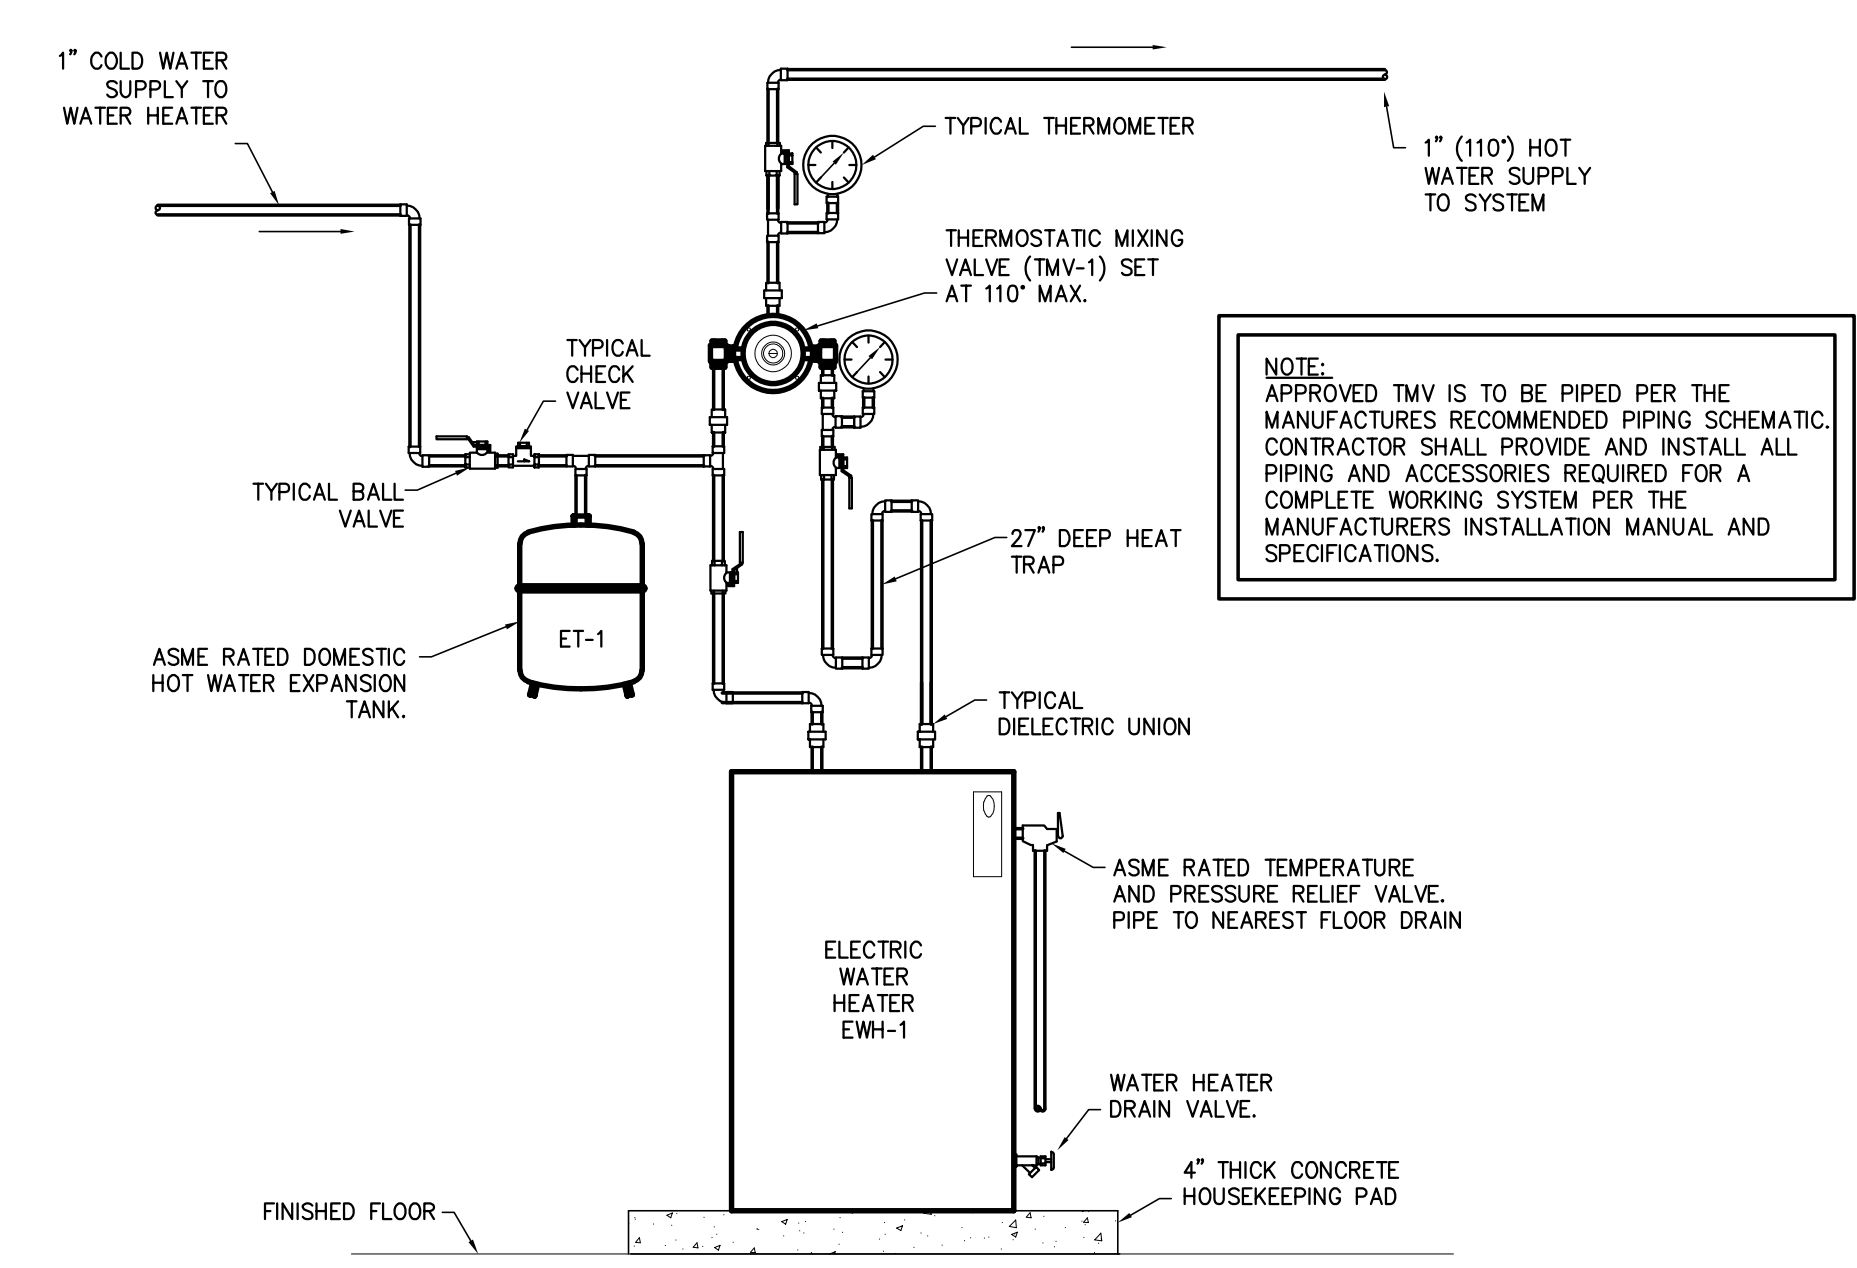 1” COLD WATER
SUPPLY TO
WATER HEATER
TYPICAL THERMOMETER
1” (110°) HOT
WATER SUPPLY
TO SYSTEM
THERMOSTATIC MIXING
VALVE (TMV-1) SET
AT 110° MAX.
TYPICAL
CHECK
VALVE
NOTE:
APPROVED TMV IS TO BE PIPED PER THE
MANUFACTURES RECOMMENDED PIPING SCHEMATIC.
CONTRACTOR SHALL PROVIDE AND INSTALL ALL
PIPING AND ACCESSORIES REQUIRED FOR A
COMPLETE WORKING SYSTEM PER THE
MANUFACTURERS INSTALLATION MANUAL AND
SPECIFICATIONS.
TYPICAL BALL
VALVE
27” DEEP HEAT
TRAP
ET-1
ASME RATED DOMESTIC
HOT WATER EXPANSION
TANK.
TYPICAL
DIELECTRIC UNION
ASME RATED TEMPERATURE
AND PRESSURE RELIEF VALVE.
PIPE TO NEAREST FLOOR DRAIN
ELECTRIC
WATER
HEATER
EWH-1
WATER HEATER
DRAIN VALVE.
4” THICK CONCRETE
HOUSEKEEPING PAD
FINISHED FLOOR